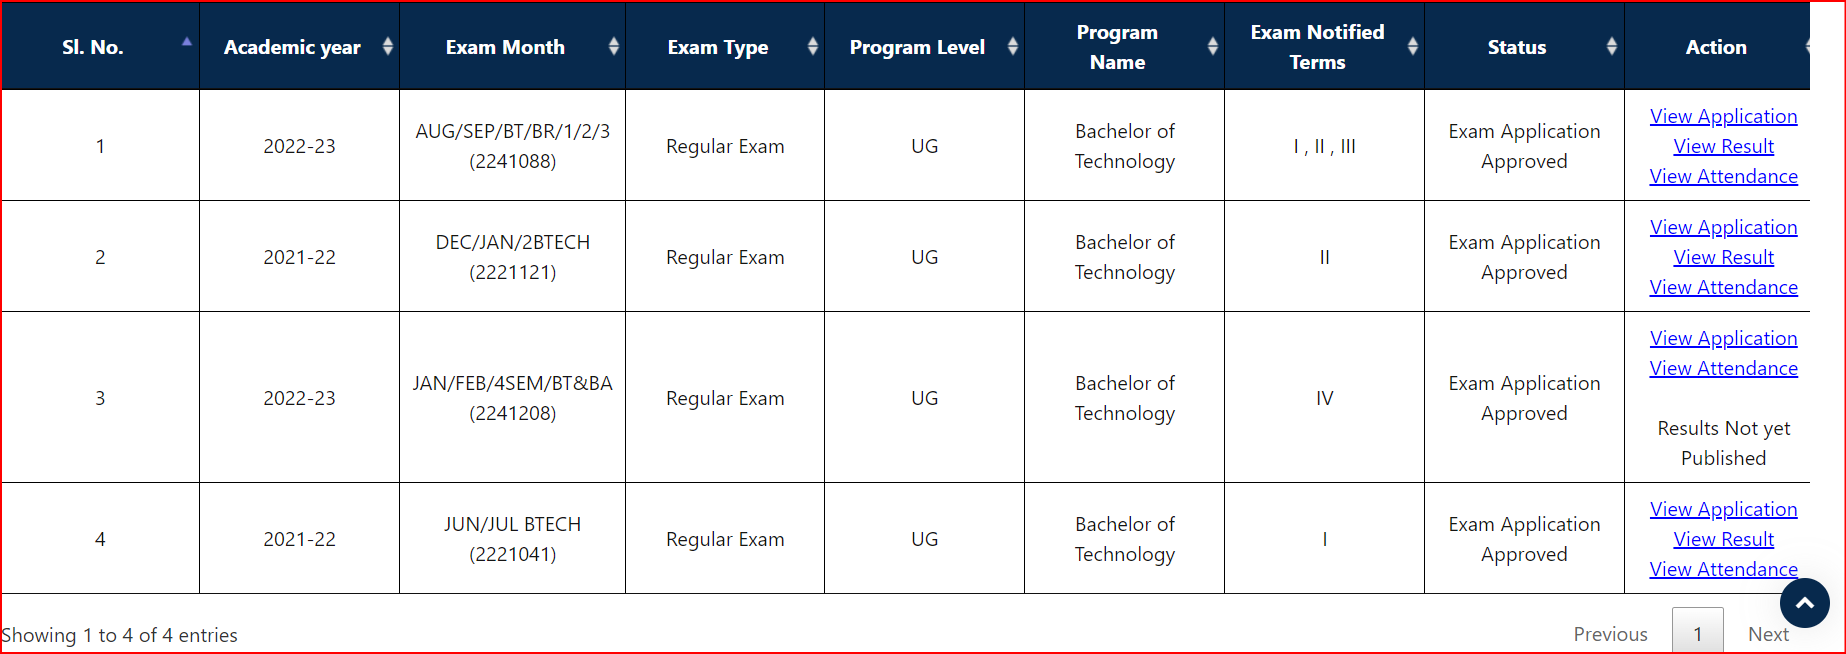 Sl. No.
Academic year
Exam Month
Exam Type
Program Level
Program
Name
Exam Notified
Terms
Status
Action
1
2022-23
AUG/SEP/BT/BR/1/2/3
(2241088)
Regular Exam
UG
Bachelor of
Technology
I , II , III
Exam Application
Approved
View Application
View Result
View Attendance
2
2021-22
DEC/JAN/2BTECH
(2221121)
Regular Exam
UG
Bachelor of
Technology
II
Exam Application
Approved
View Application
View Result
View Attendance
3
2022-23
JAN/FEB/4SEM/BT&BA
(2241208)
Regular Exam
UG
Bachelor of
Technology
IV
Exam Application
Approved
View Application
View Attendance
Results Not yet
Published
4
2021-22
JUN/JUL BTECH
(2221041)
Regular Exam
UG
Bachelor of
Technology
I
Exam Application
Approved
View Application
View Result
View Attendance
Showing 1 to 4 of 4 entries
Previous 1 Next